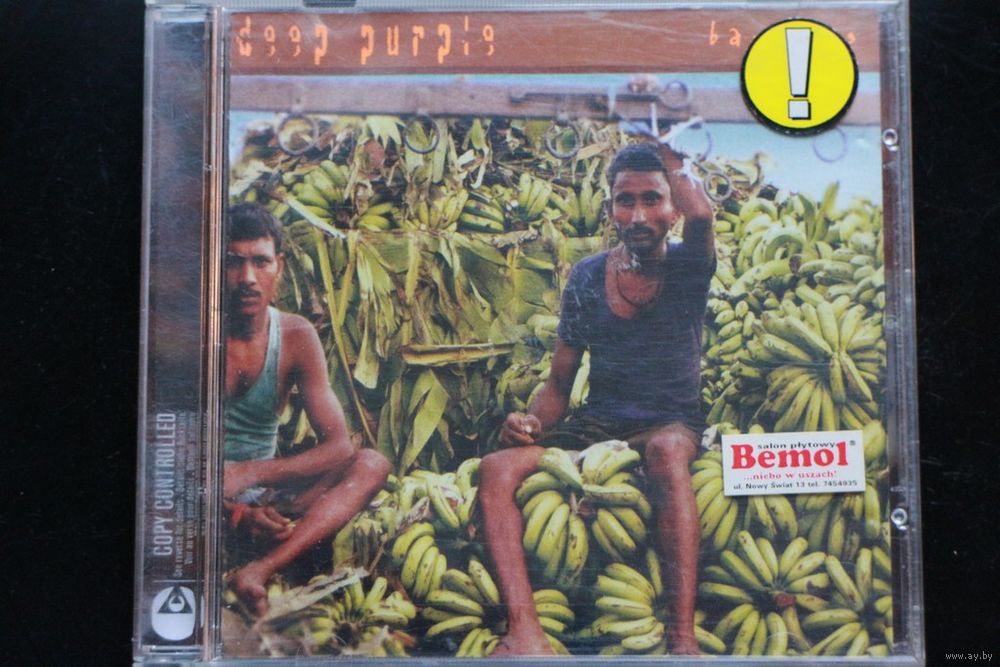 deep purple
ba s
salon płytowy
Bemol®
...niebo w uszach!
ul. Nowy Świat 13 tel. 7454935
COPY CONTROLLED
www.ay.by